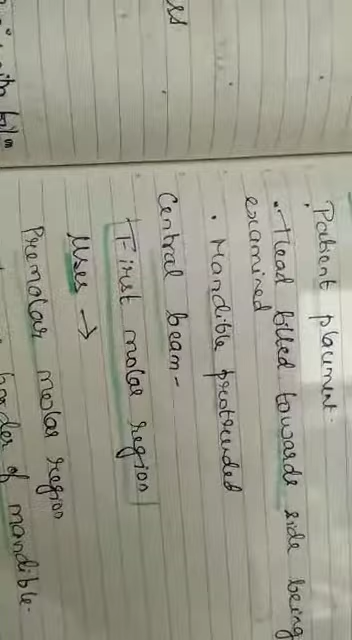 Patient placement.
• Head tilled towards side being
examined
• Mandible protruded
Central beam -
First molar region
Uses →
Premolar molar region
border of mandible.